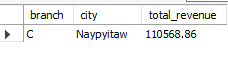 branch city total_revenue
C Naypyitaw 110568.86